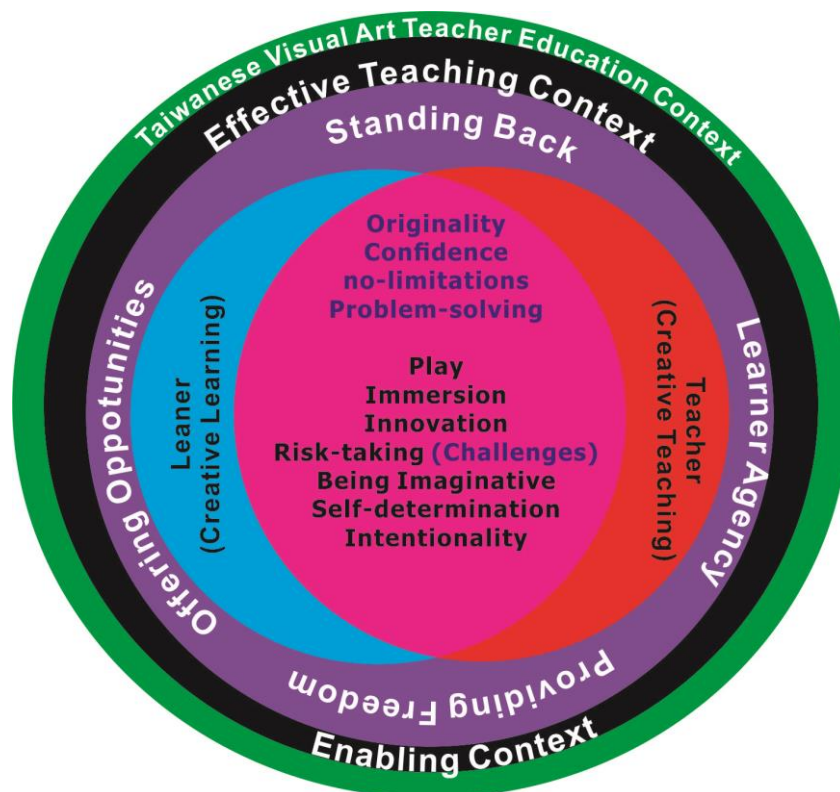 Taiwanese Visual Art Teacher Education Context
Effective Teaching Context
Standing Back
Originality
Confidence
no-limitations
Problem-solving
Play
Immersion
Innovation
Risk-taking (Challenges)
Being Imaginative
Self-determination
Intentionality
Leaner
(Creative Learning)
Teacher
(Creative Teaching)
Offering Oppotunities
Learner Agency
Providing Freedom
Enabling Context